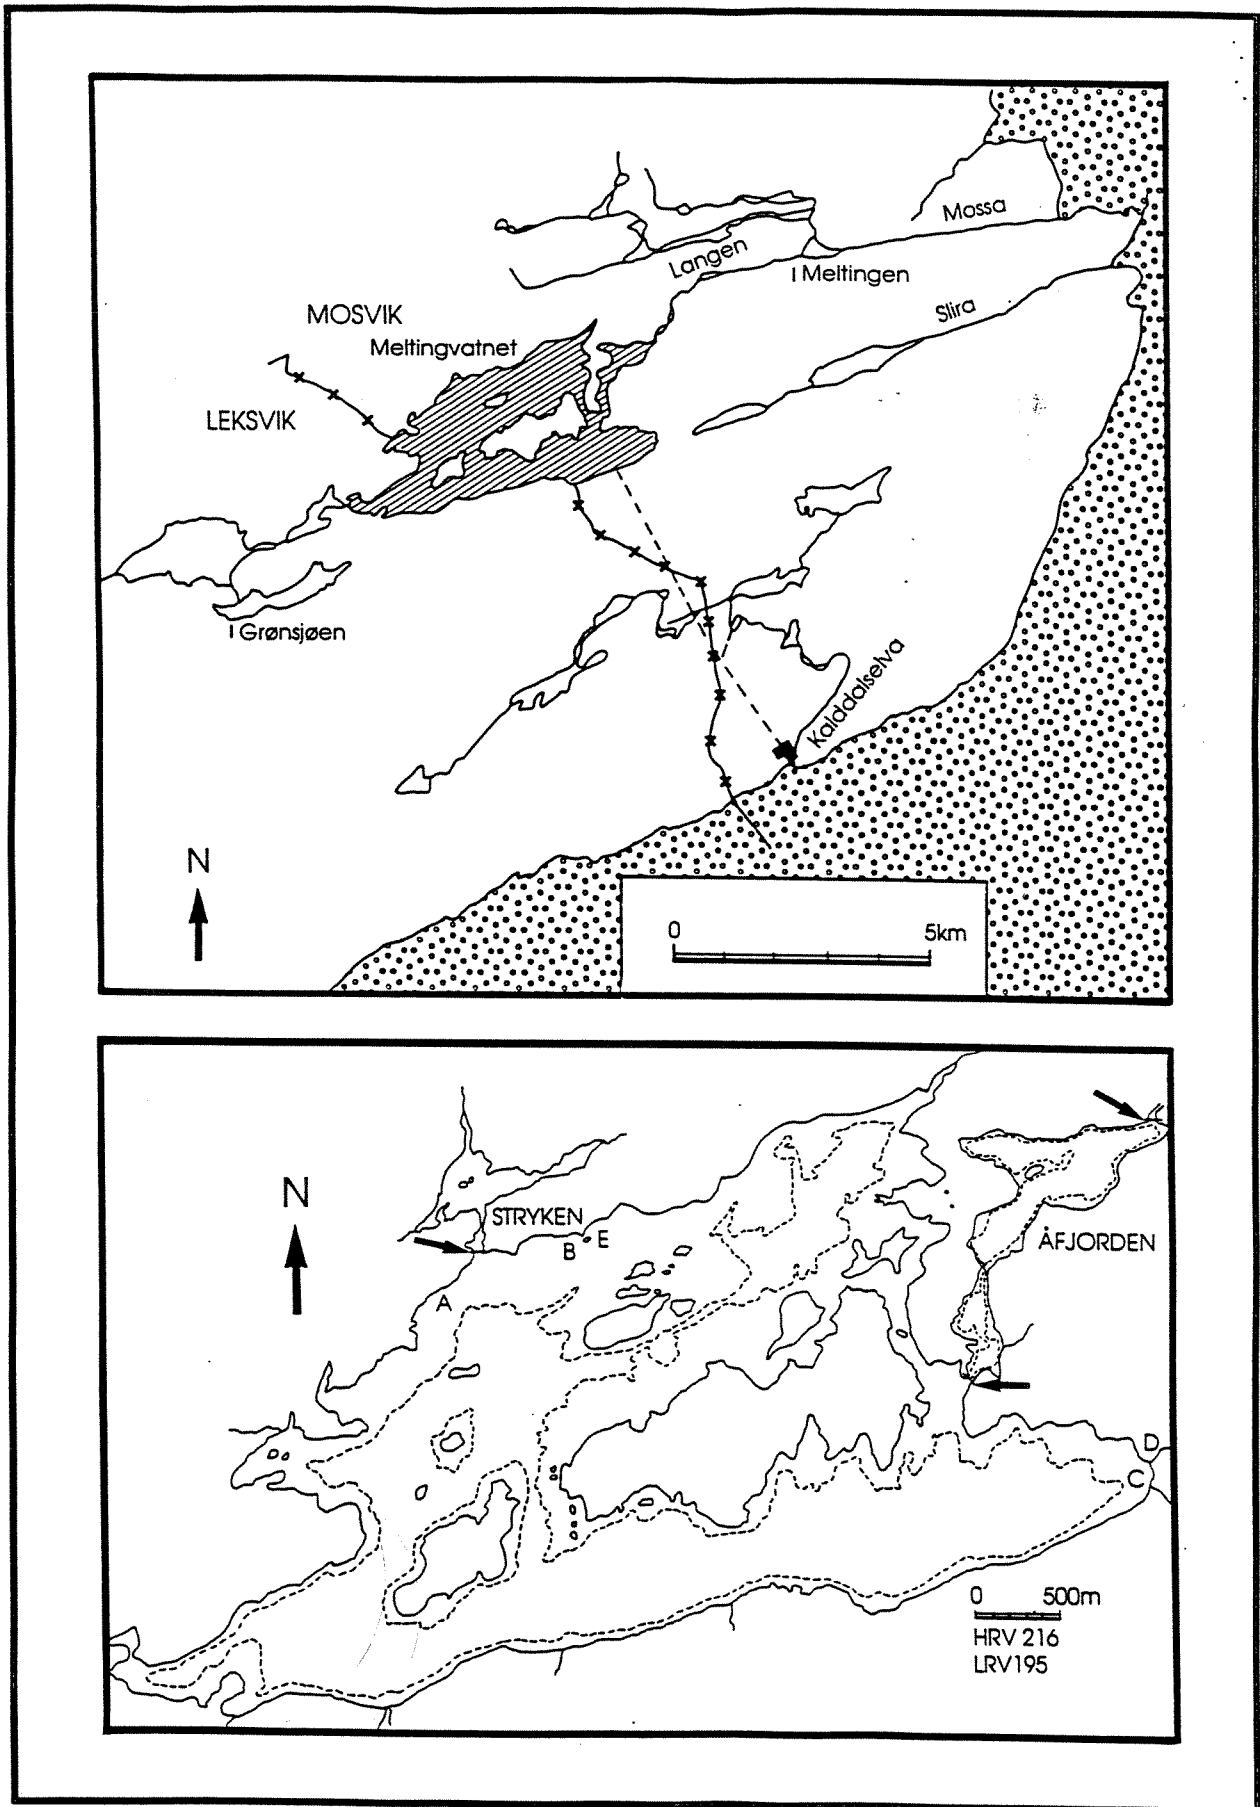 Mossa
Langen
I Meltingen
Slira
MOSVIK
Meltingvatnet
LEKSVIK
I Grønsjøen
Kalddalselva
N
0 5km
N
STRYKEN
B E
ÅFJORDEN
A
D
C
0 500m
HRV 216
LRV195